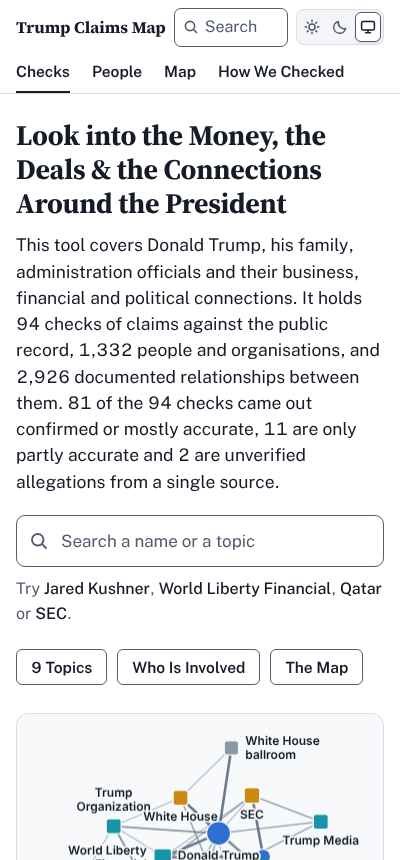 Trump Claims Map
Search
Checks People Map How We Checked
Look into the Money, the
Deals & the Connections
Around the President
This tool covers Donald Trump, his family,
administration officials and their business,
financial and political connections. It holds
94 checks of claims against the public
record, 1,332 people and organisations, and
2,926 documented relationships between
them. 81 of the 94 checks came out
confirmed or mostly accurate, 11 are only
partly accurate and 2 are unverified
allegations from a single source.
Search a name or a topic
Try Jared Kushner, World Liberty Financial, Qatar
or SEC.
9 Topics
Who Is Involved
The Map
White House
ballroom
Trump
Organization
White House
SEC
Trump Media
World Liberty
Donald Trump